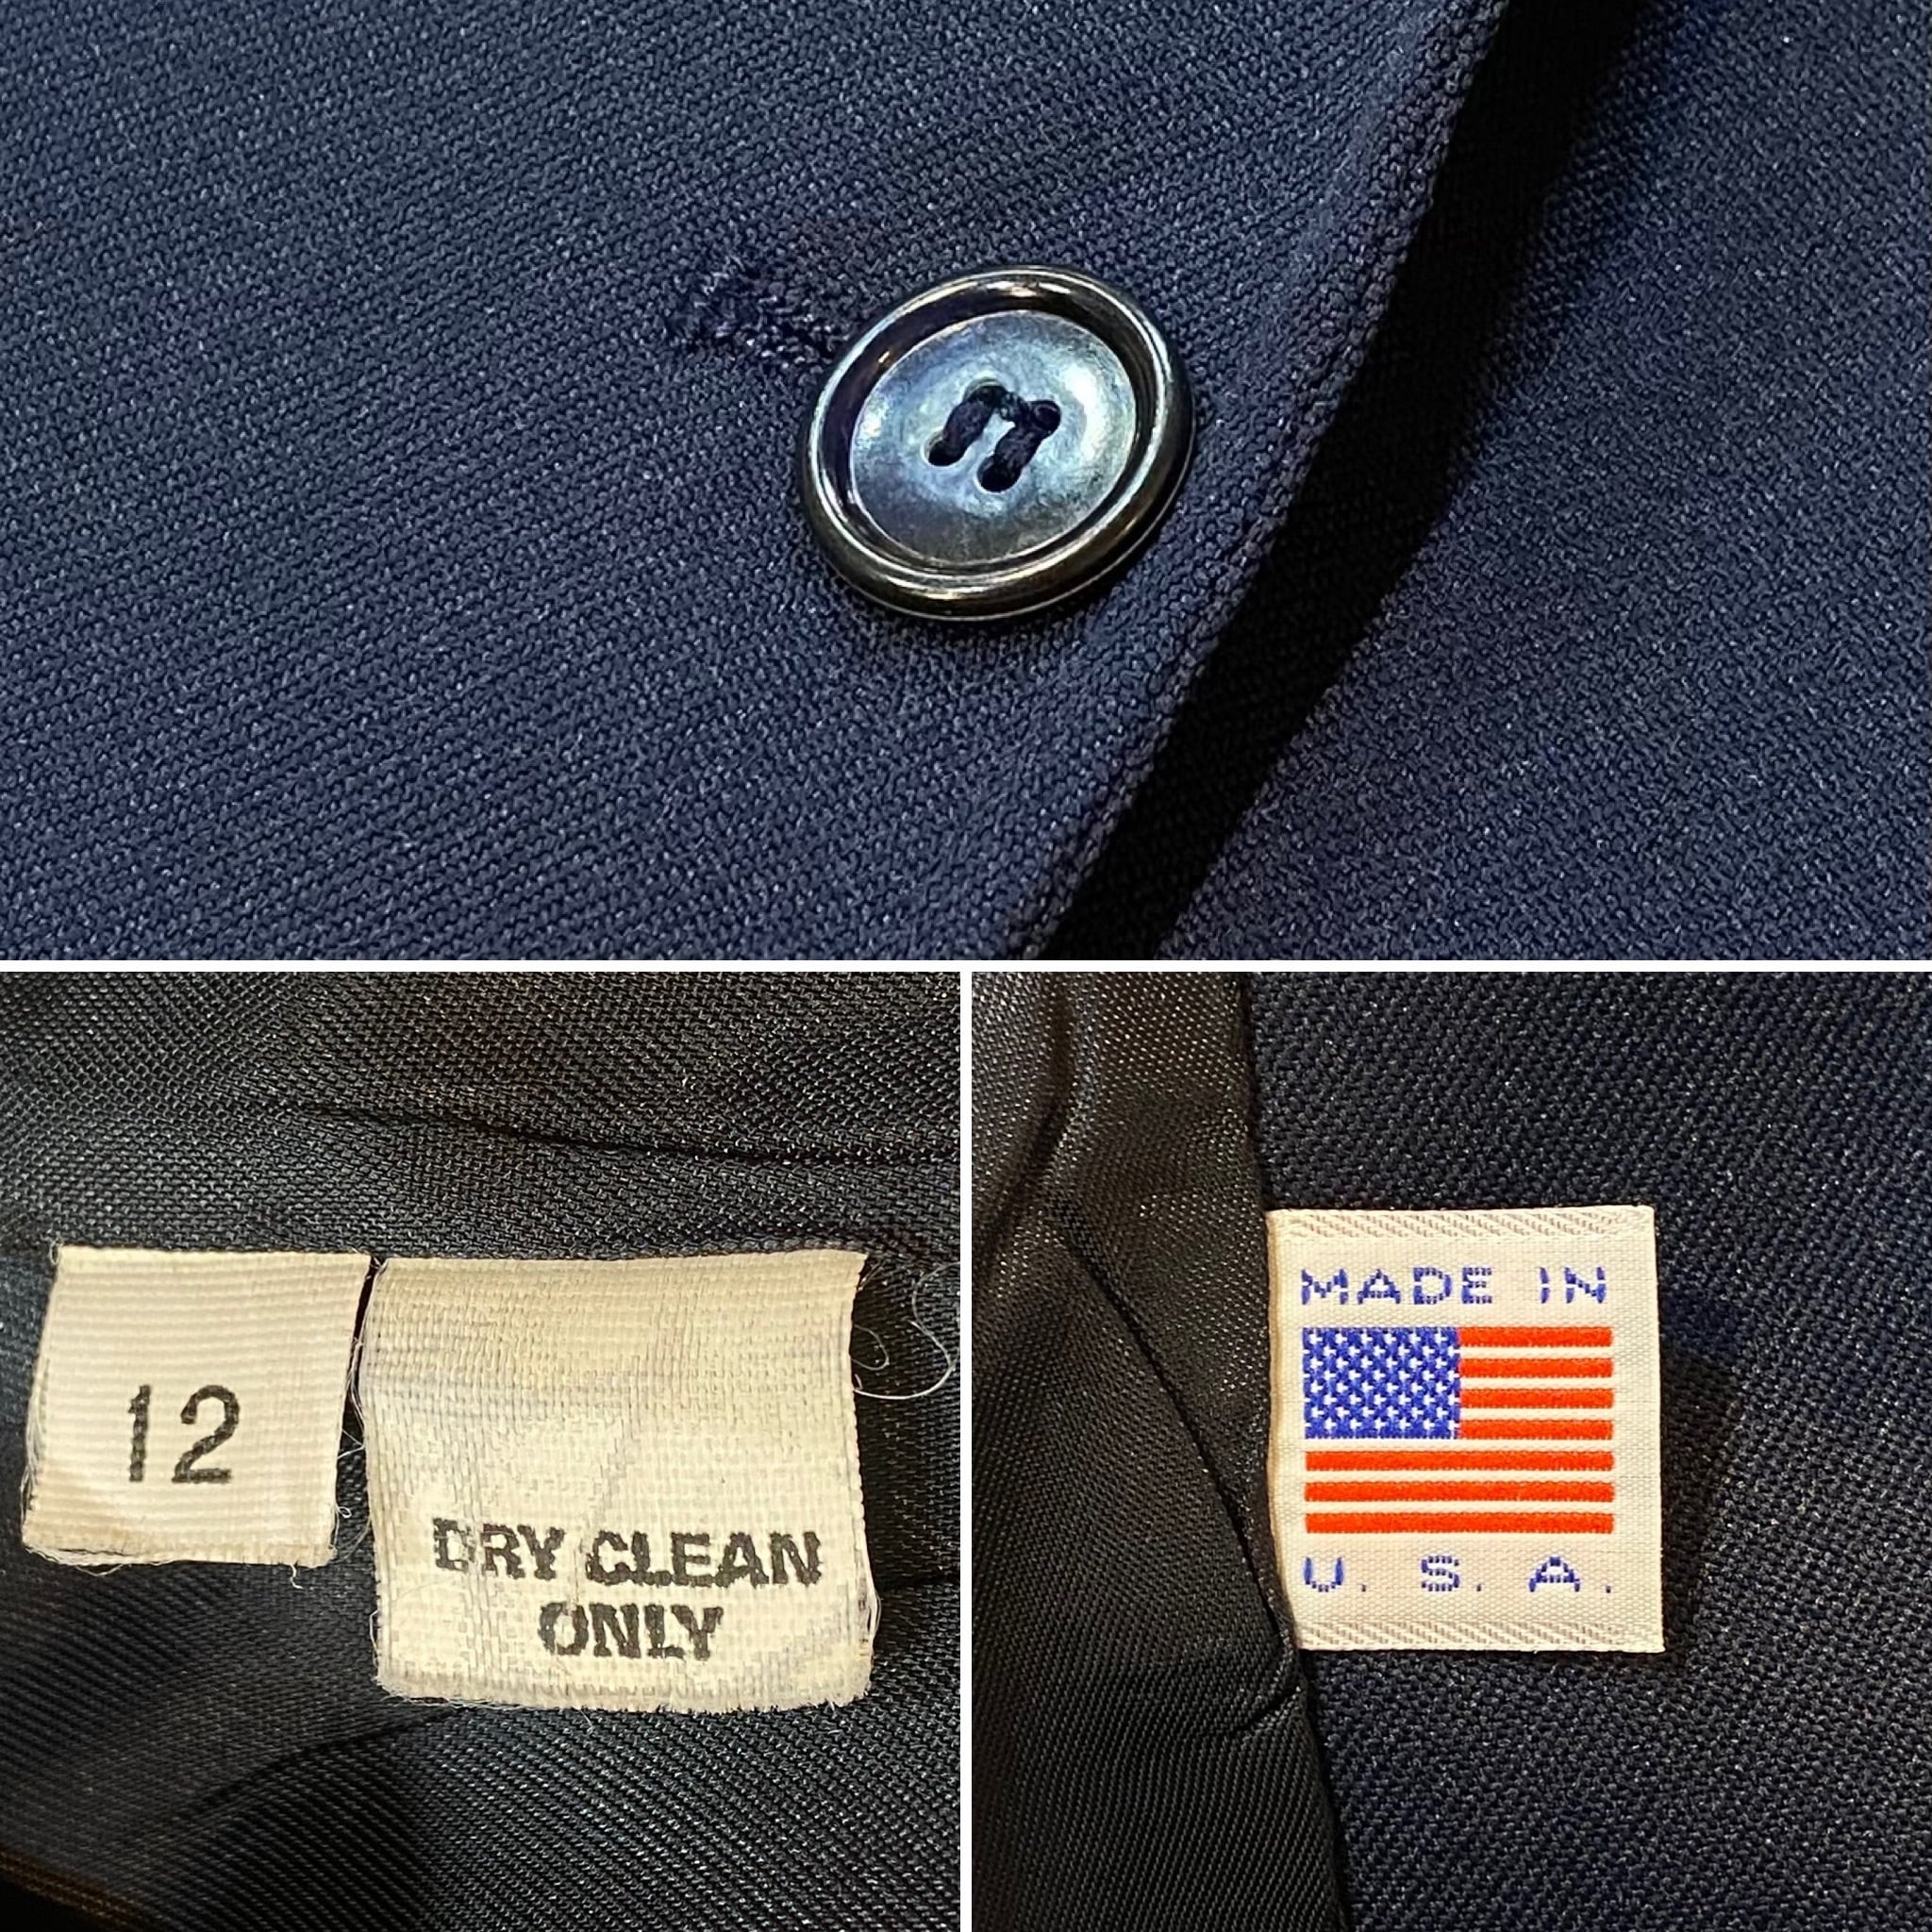 12
DRY CLEAN
ONLY
MADE IN
U. S. A.